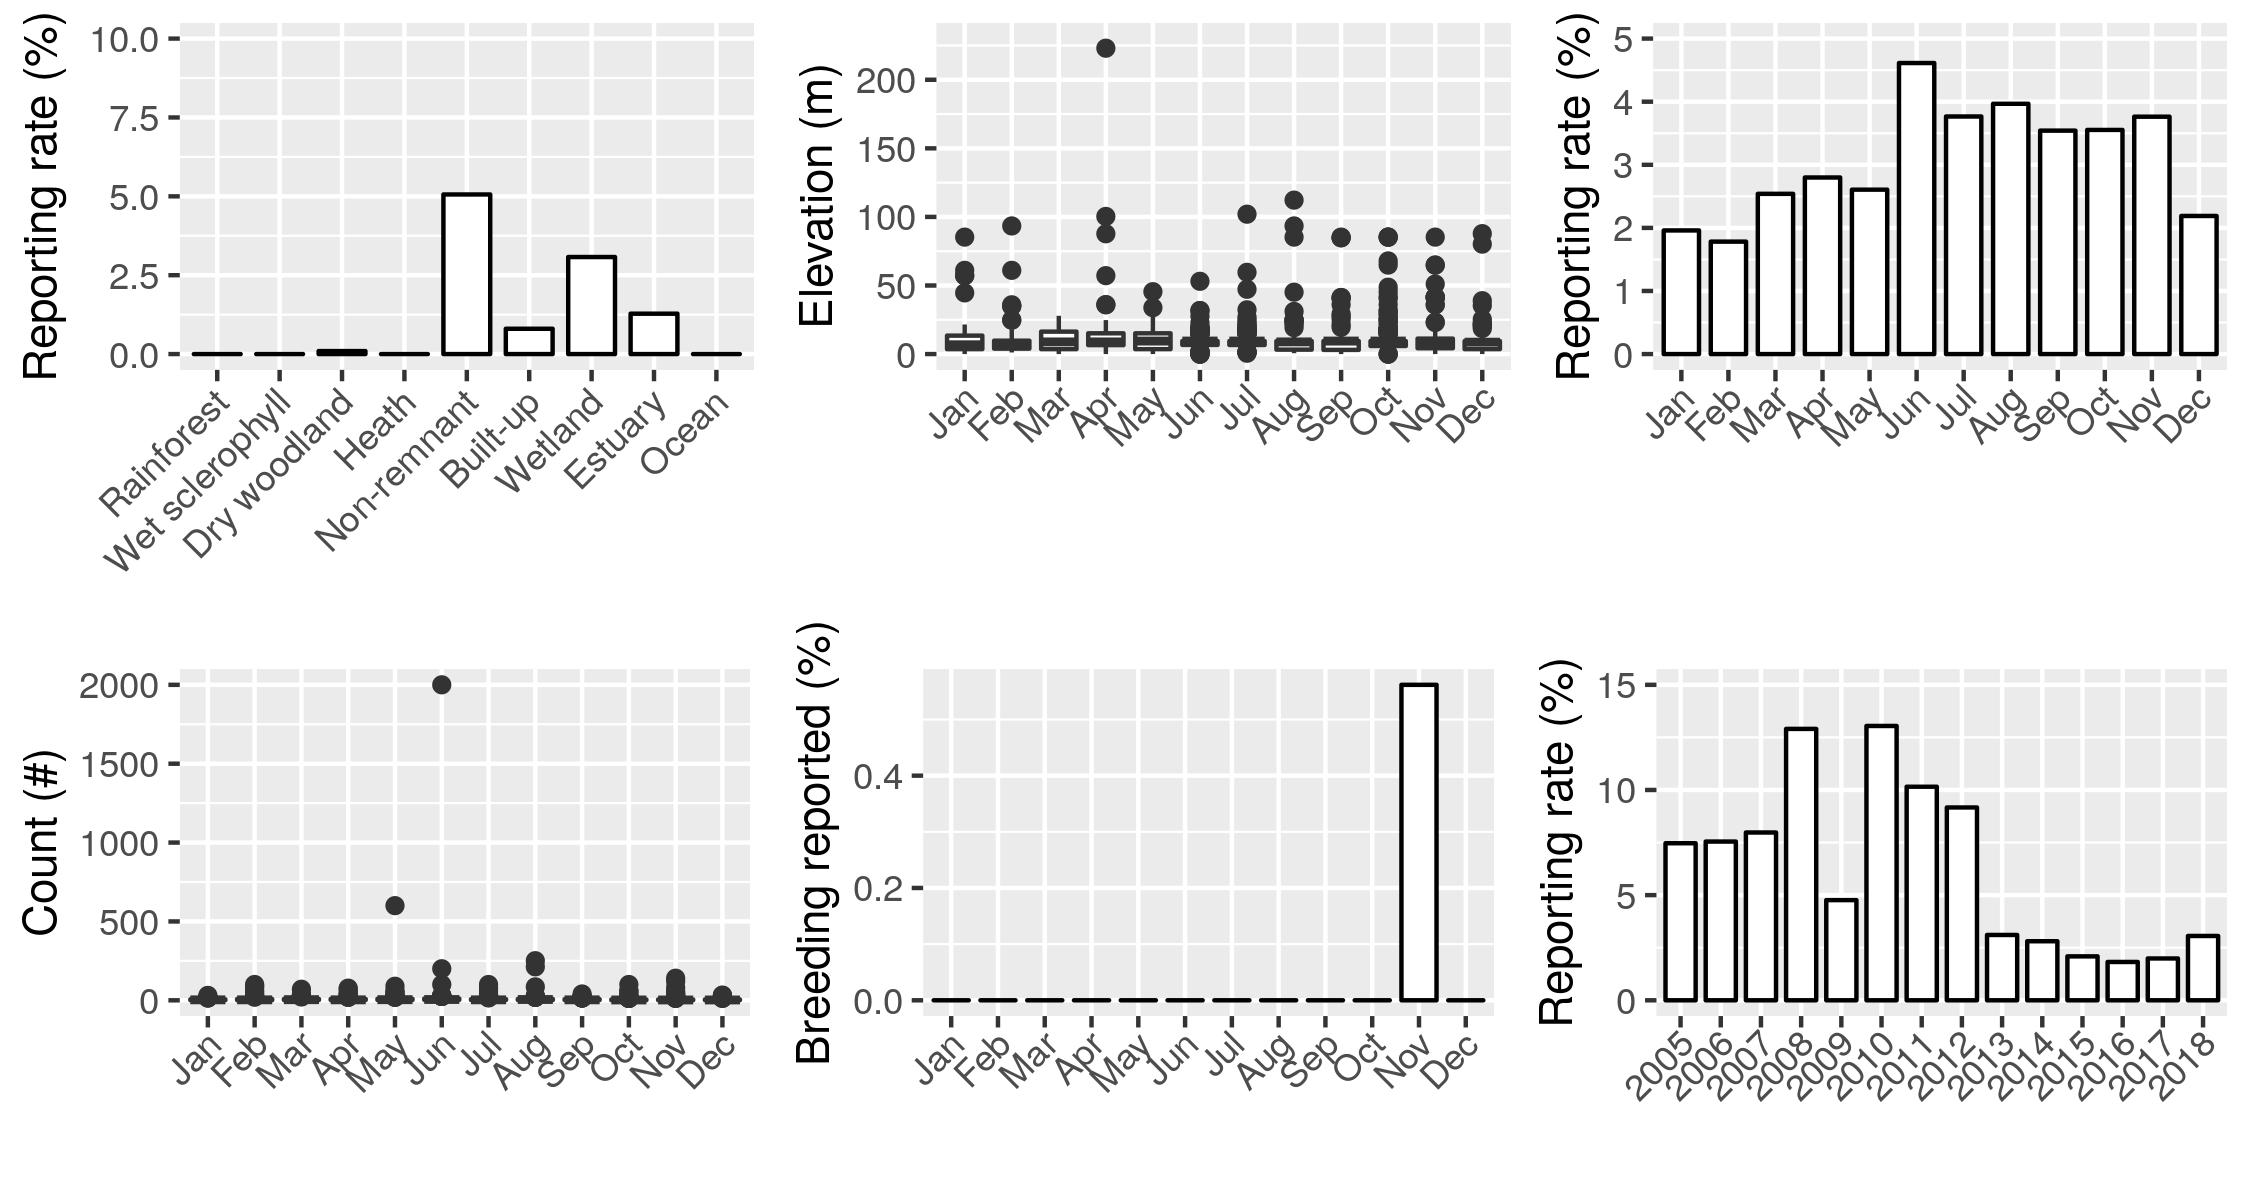 Reporting rate (%)
10.0
7.5
5.0
2.5
0.0
Rainforest
Wet sclerophyll
Dry woodland
Heath
Non-remnant
Built-up
Wetland
Estuary
Ocean
Elevation (m)
200
150
100
50
0
Jan
Feb
Mar
Apr
May
Jun
Jul
Aug
Sep
Oct
Nov
Dec
Reporting rate (%)
5
4
3
2
1
0
Jan
Feb
Mar
Apr
May
Jun
Jul
Aug
Sep
Oct
Nov
Dec
Count (#)
2000
1500
1000
500
0
Jan
Feb
Mar
Apr
May
Jun
Jul
Aug
Sep
Oct
Nov
Dec
Breeding reported (%)
0.4
0.2
0.0
Jan
Feb
Mar
Apr
May
Jun
Jul
Aug
Sep
Oct
Nov
Dec
Reporting rate (%)
15
10
5
0
2005
2006
2007
2008
2009
2010
2011
2012
2013
2014
2015
2016
2017
2018